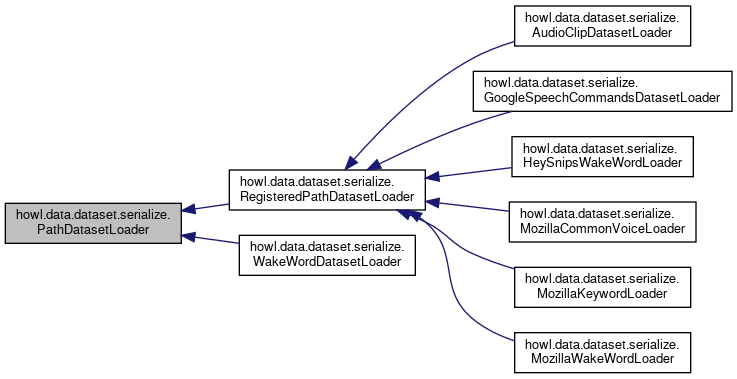 howl.data.dataset.serialize.
AudioClipDatasetLoader
howl.data.dataset.serialize.
GoogleSpeechCommandsDatasetLoader
howl.data.dataset.serialize.
HeySnipsWakeWordLoader
howl.data.dataset.serialize.
RegisteredPathDatasetLoader
howl.data.dataset.serialize.
PathDatasetLoader
howl.data.dataset.serialize.
MozillaCommonVoiceLoader
howl.data.dataset.serialize.
WakeWordDatasetLoader
howl.data.dataset.serialize.
MozillaKeywordLoader
howl.data.dataset.serialize.
MozillaWakeWordLoader